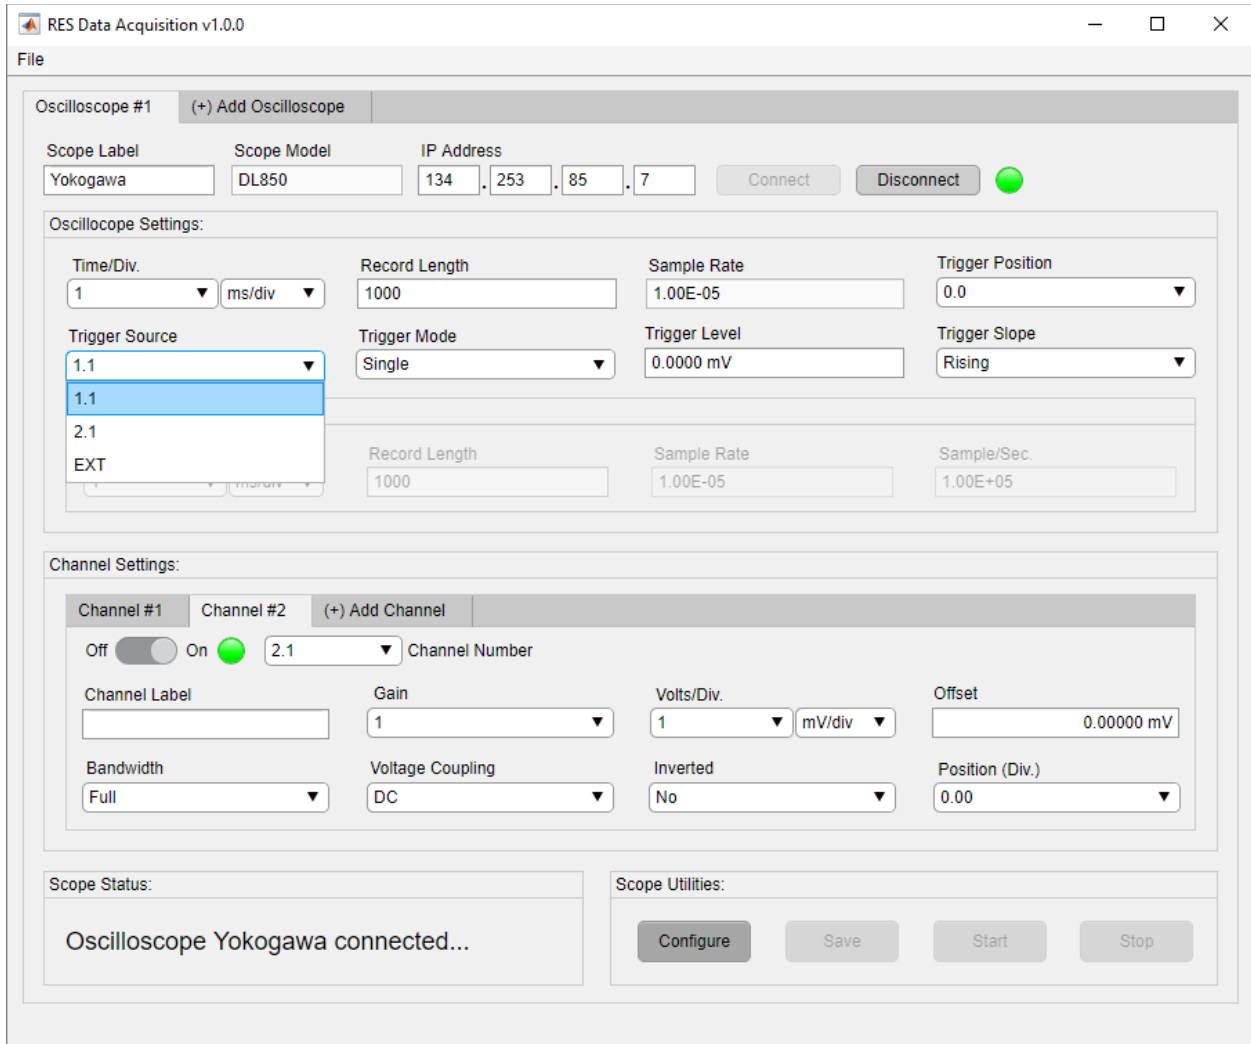 RES Data Acquisition v1.0.0
File
Oscilloscope #1 (+) Add Oscilloscope
Scope Label Scope Model IP Address
Yokogawa DL850 134 . 253 . 85 . 7 Connect Disconnect
Oscillocope Settings:
Time/Div. Record Length Sample Rate Trigger Position
1 ms/div 1000 1.00E-05 0.0
Trigger Source Trigger Mode Trigger Level Trigger Slope
1.1 Single 0.0000 mV Rising
1.1
2.1
EXT
Record Length Sample Rate Sample/Sec.
1 ms/div 1000 1.00E-05 1.00E+05
Channel Settings:
Channel #1 Channel #2 (+) Add Channel
Off On 2.1 Channel Number
Channel Label Gain Volts/Div. Offset
1 1 mV/div 0.00000 mV
Bandwidth Voltage Coupling Inverted Position (Div.)
Full DC No 0.00
Scope Status: Scope Utilities:
Oscilloscope Yokogawa connected... Configure Save Start Stop